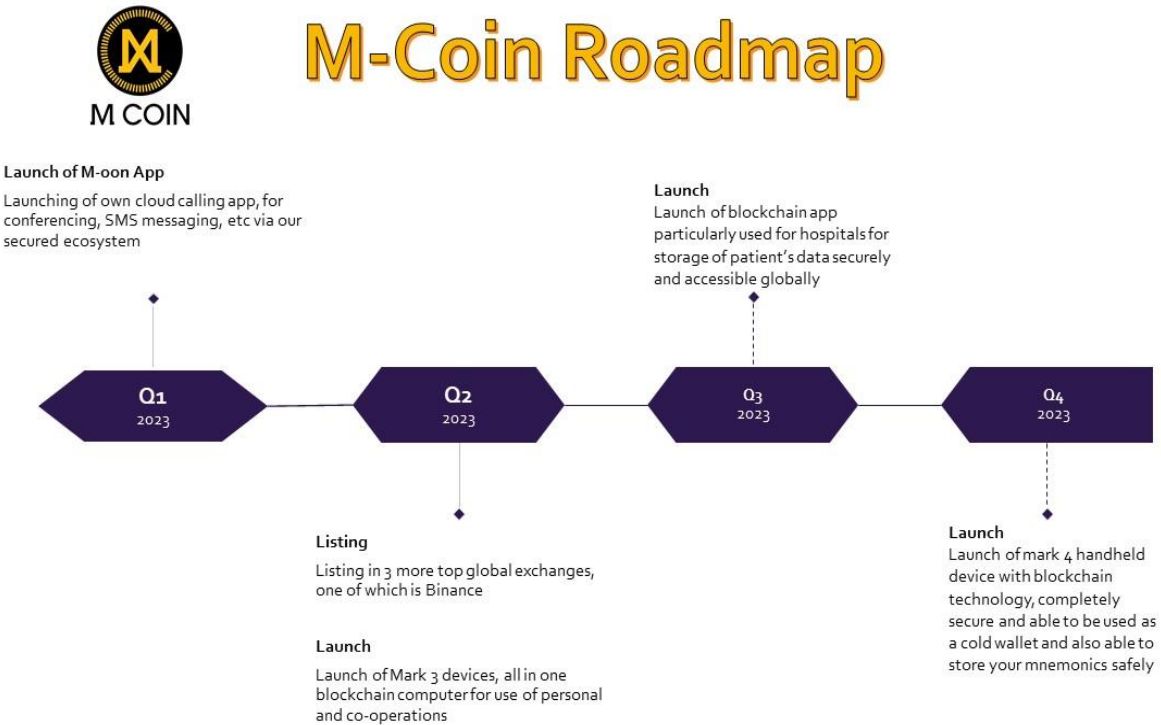 M COIN
M-Coin Roadmap
Launch of M-oon App
Launching of own cloud calling app, for
conferencing, SMS messaging, etc via our
secured ecosystem
Launch
Launch of blockchain app
particularly used for hospitals for
storage of patient's data securely
and accessible globally
Q1
2023
Q2
2023
Q3
2023
Q4
2023
Listing
Listing in 3 more top global exchanges,
one of which is Binance
Launch
Launch of Mark 3 devices, all in one
blockchain computer for use of personal
and co-operations
Launch
Launch of mark 4 handheld
device with blockchain
technology, completely
secure and able to be used as
a cold wallet and also able to
store your mnemonics safely